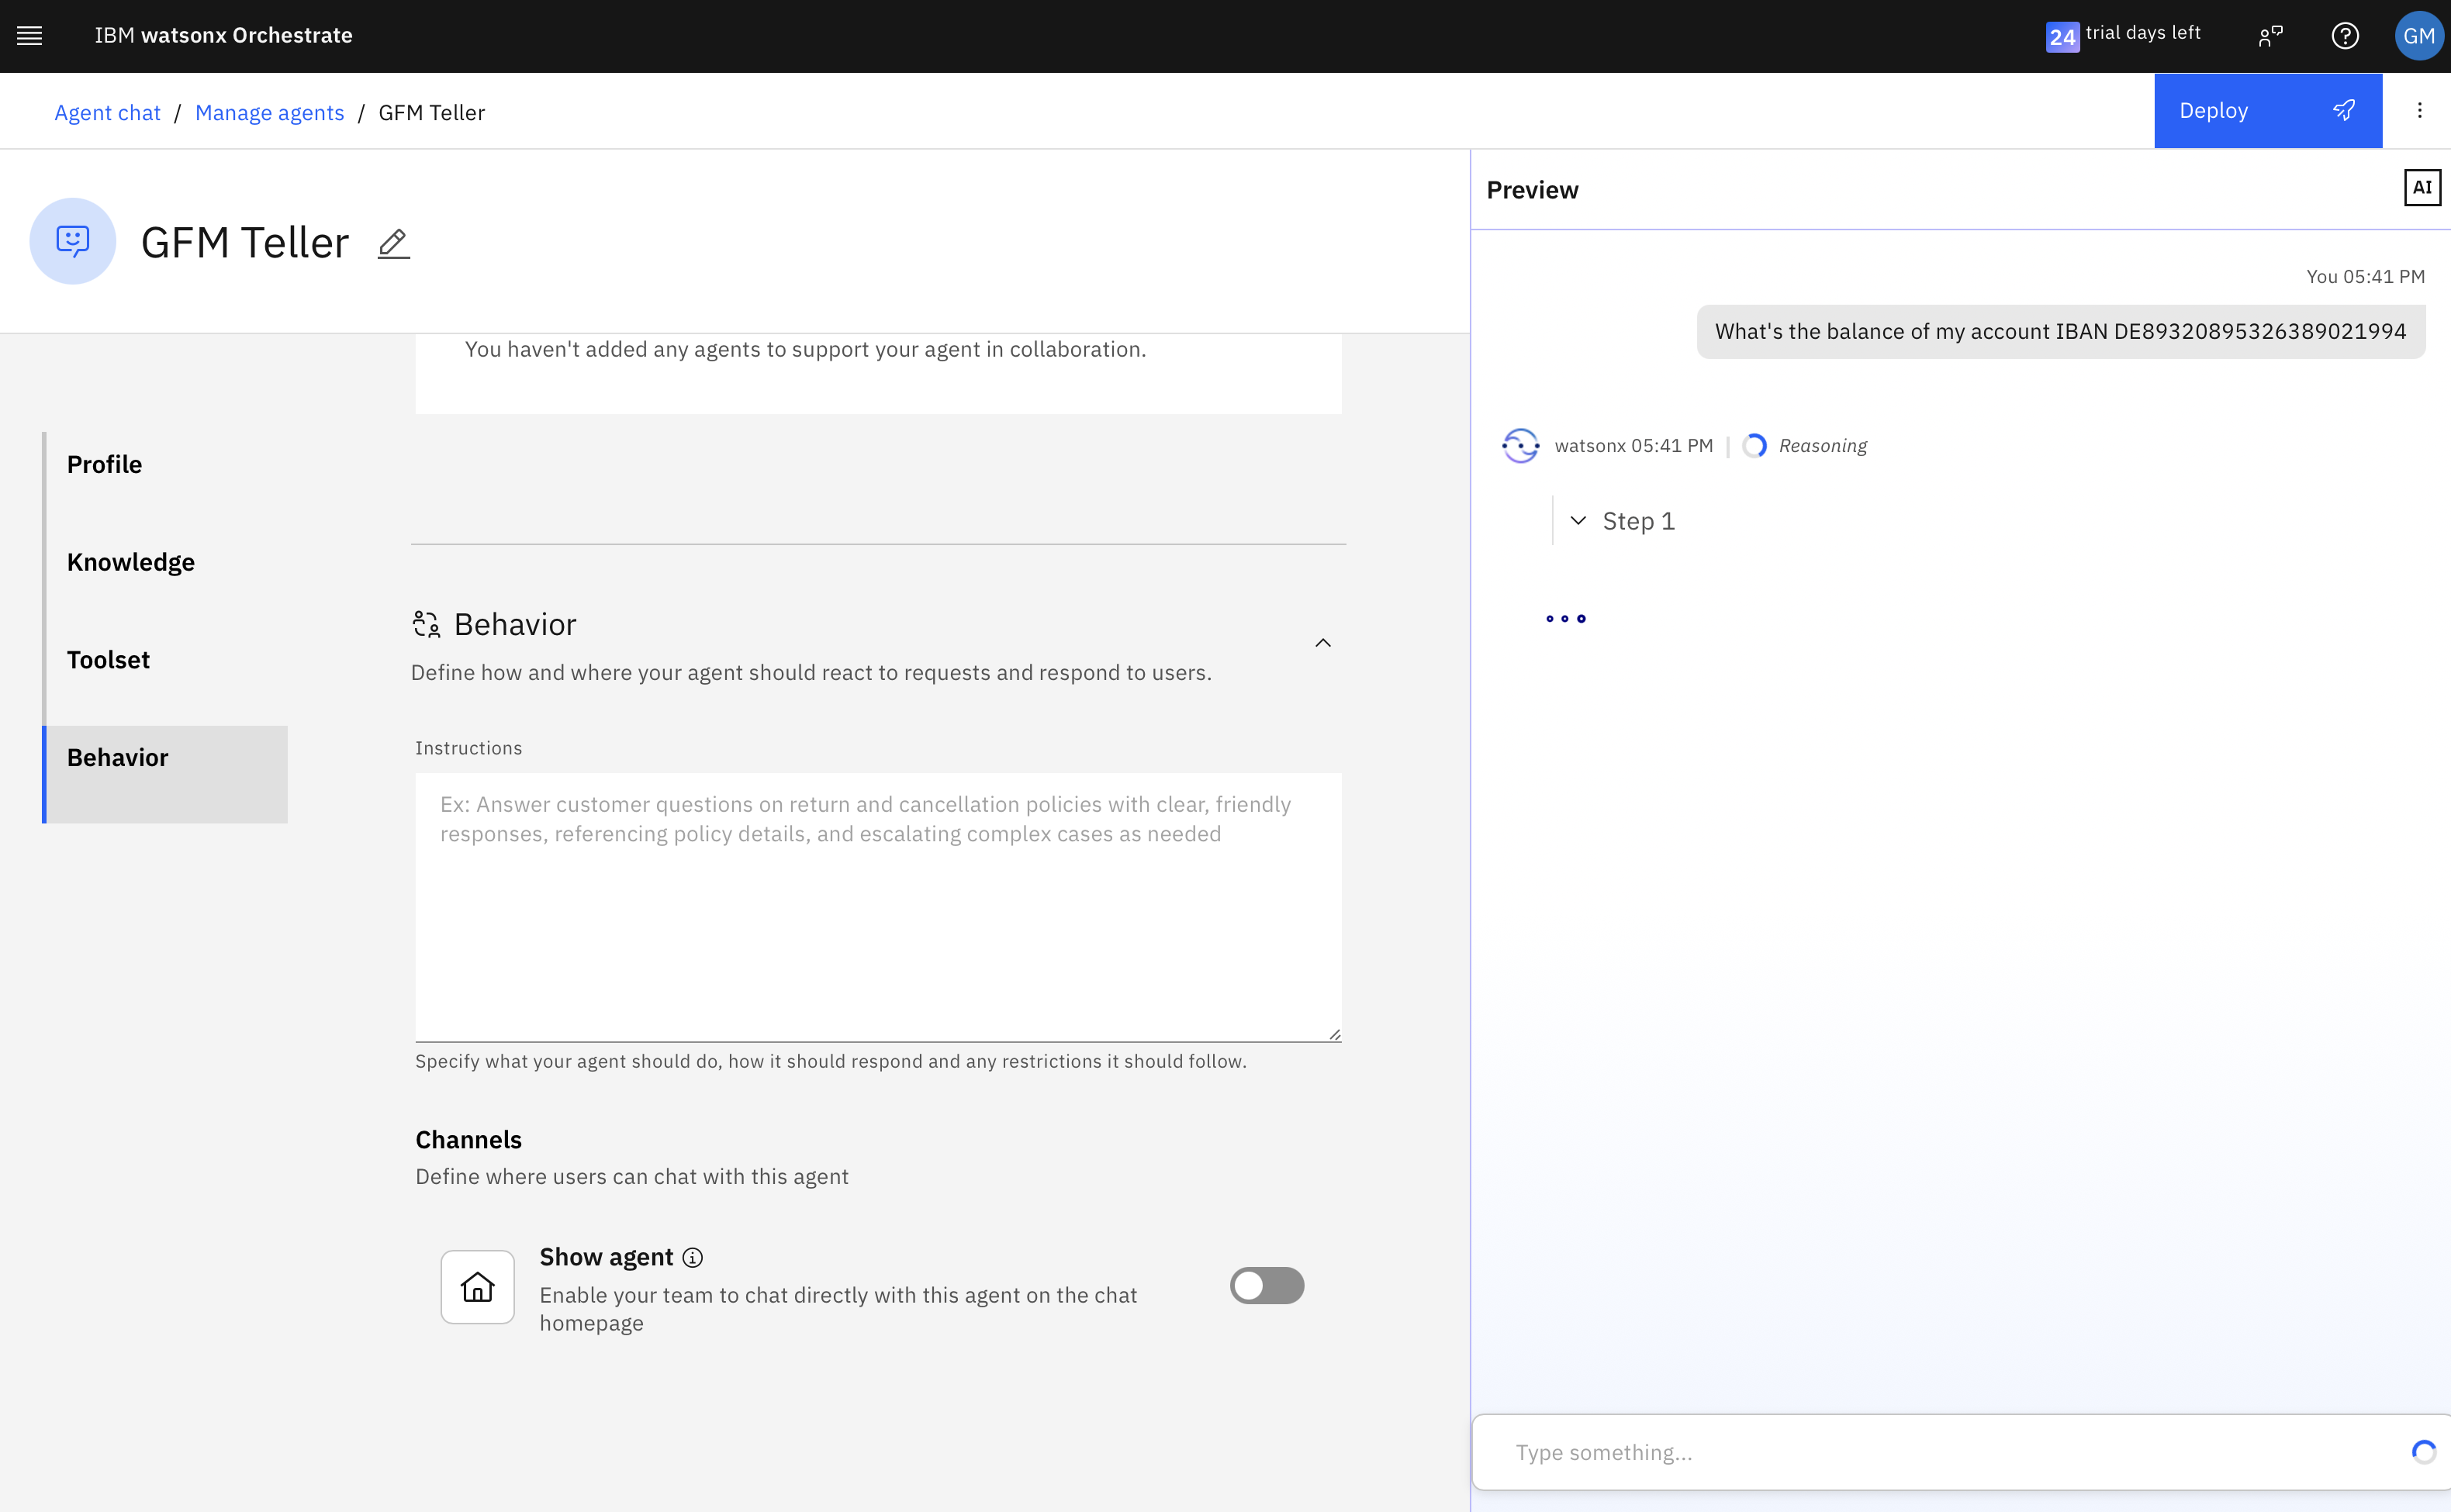 IBM watsonx Orchestrate
24 trial days left
GM
Agent chat / Manage agents / GFM Teller
Deploy
GFM Teller
You haven't added any agents to support your agent in collaboration.
Profile
Knowledge
Toolset
Behavior
Behavior
Define how and where your agent should react to requests and respond to users.
Instructions
Ex: Answer customer questions on return and cancellation policies with clear, friendly
responses, referencing policy details, and escalating complex cases as needed
Specify what your agent should do, how it should respond and any restrictions it should follow.
Channels
Define where users can chat with this agent
Show agent
Enable your team to chat directly with this agent on the chat
homepage
Preview
AI
You 05:41 PM
What's the balance of my account IBAN DE89320895326389021994
watsonx 05:41 PM | Reasoning
Step 1
Type something...